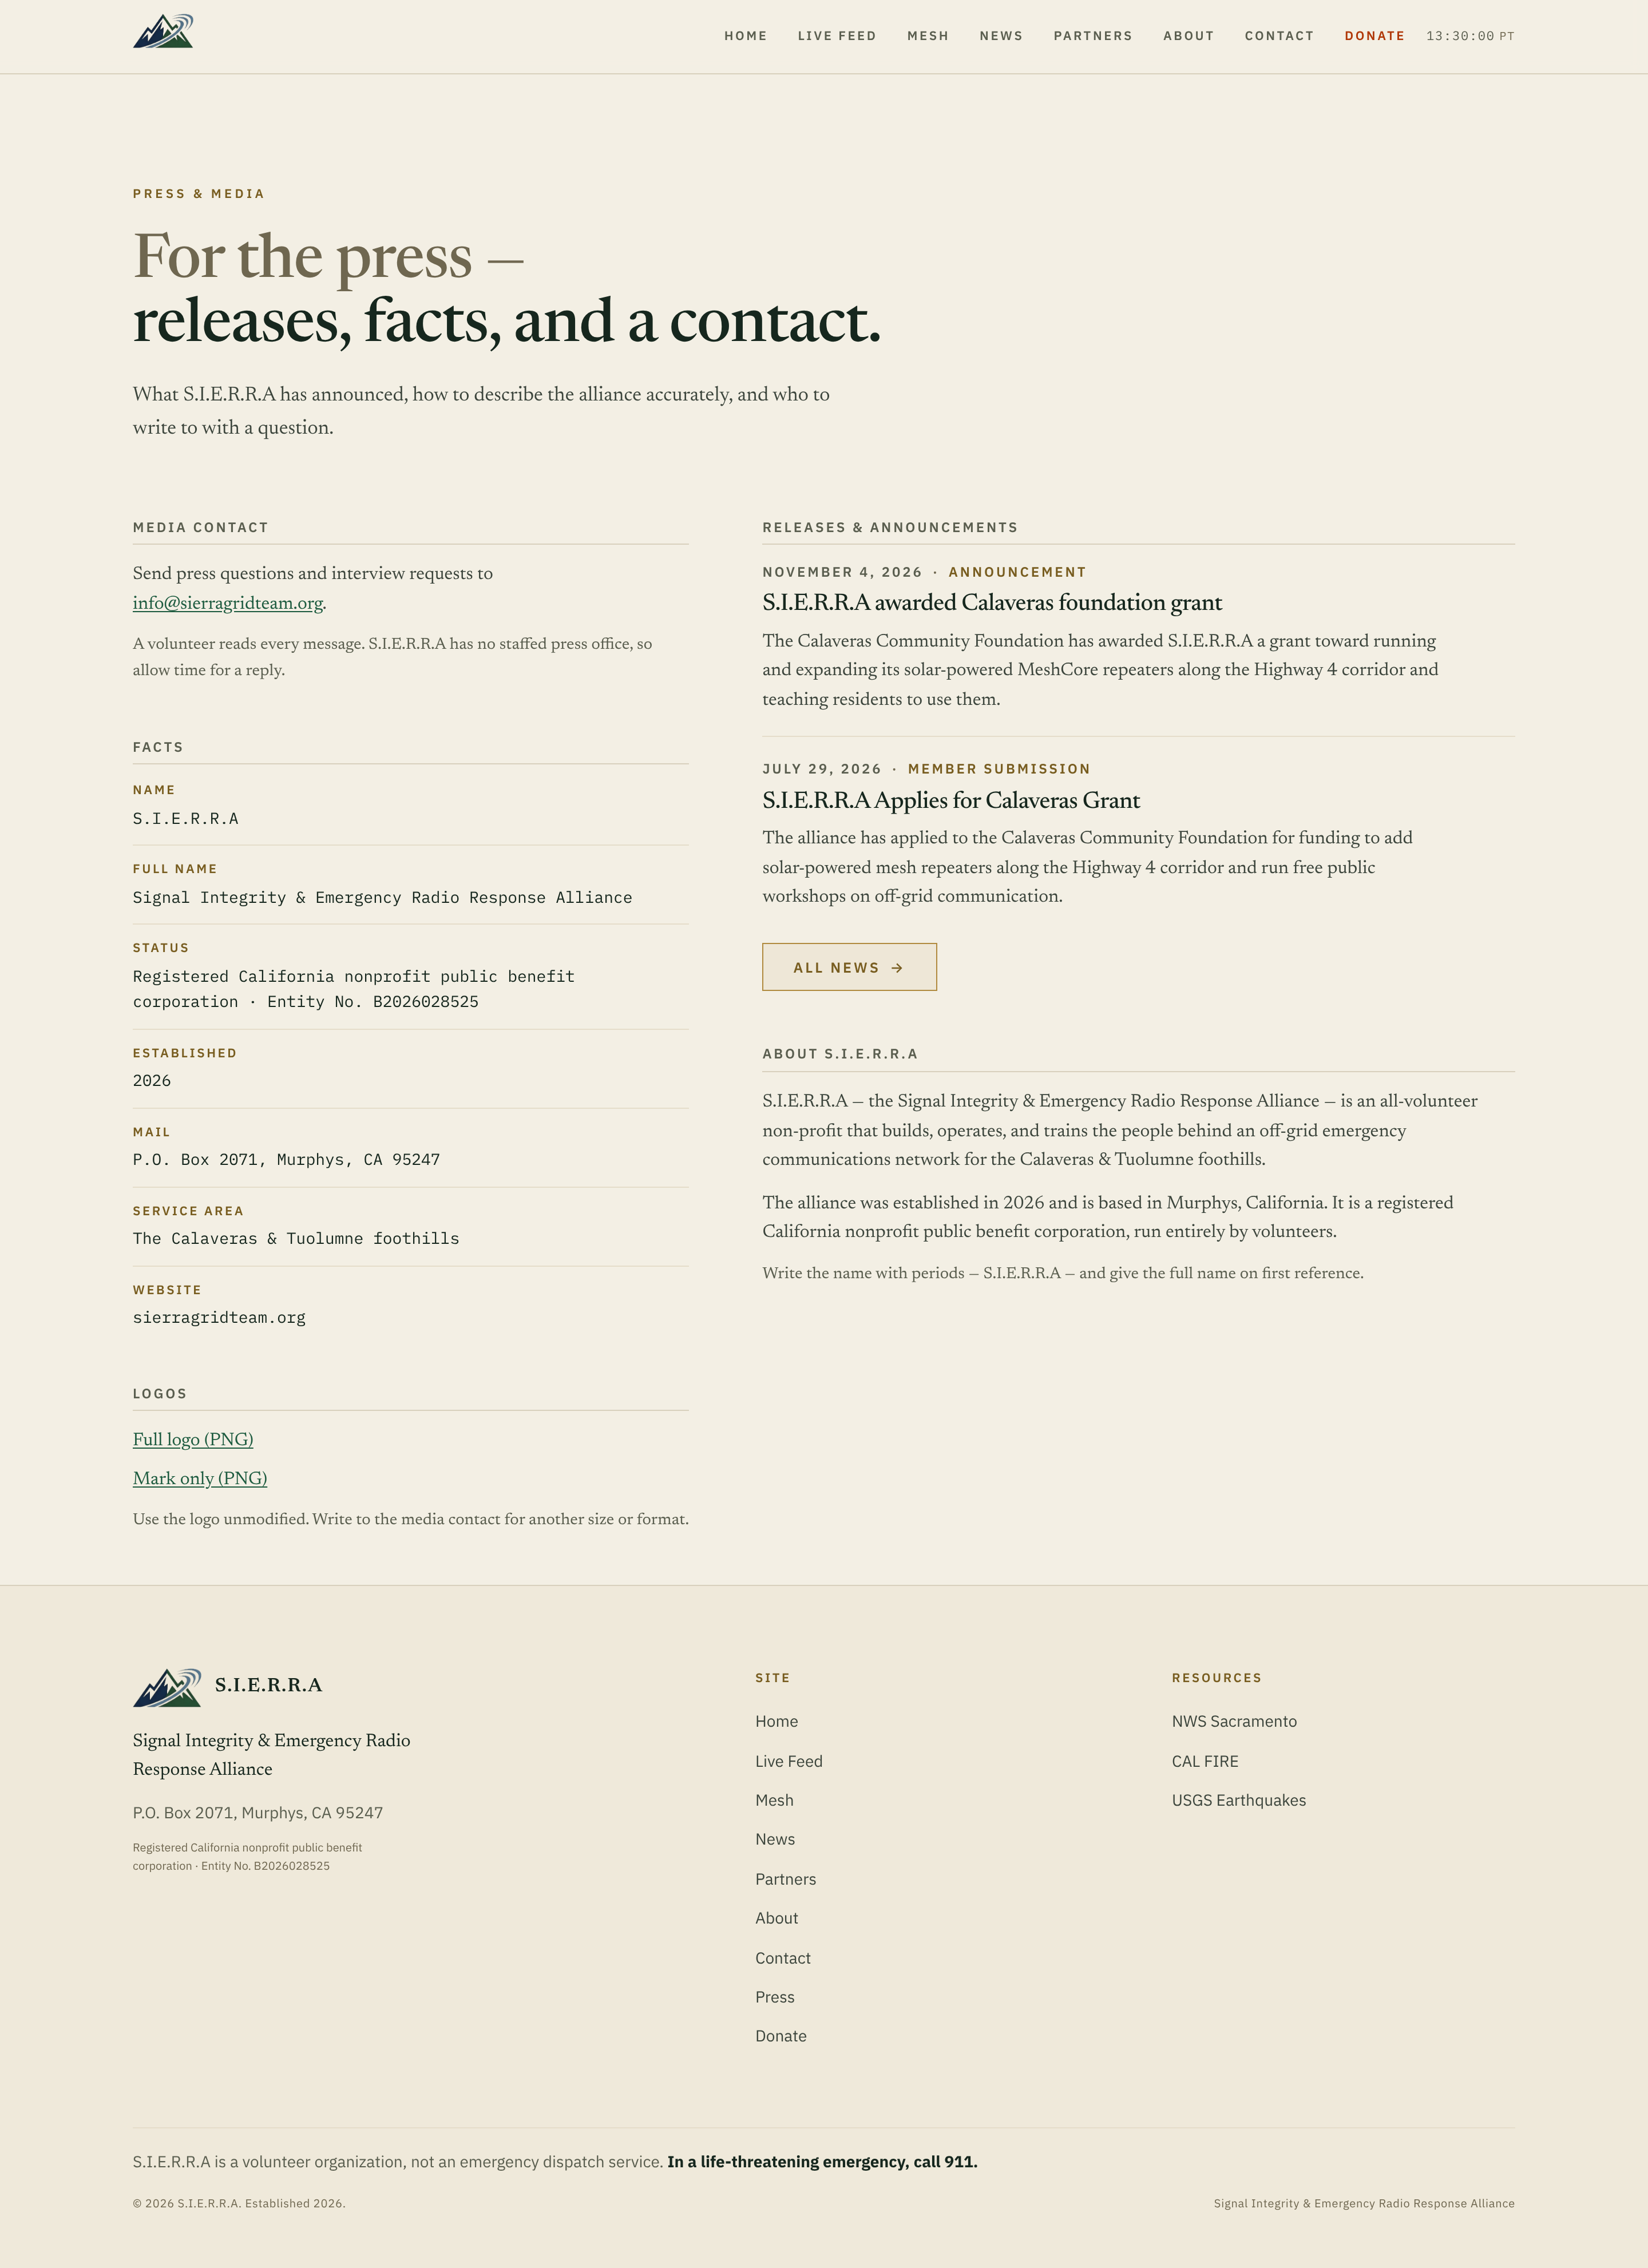 HOME LIVE FEED MESH NEWS PARTNERS ABOUT CONTACT DONATE 13:30:00 PT
PRESS & MEDIA
For the press —
releases, facts, and a contact.
What S.I.E.R.R.A has announced, how to describe the alliance accurately, and who to
write to with a question.
MEDIA CONTACT
Send press questions and interview requests to
info@sierragridteam.org.
A volunteer reads every message. S.I.E.R.R.A has no staffed press office, so
allow time for a reply.
FACTS
NAME
S.I.E.R.R.A
FULL NAME
Signal Integrity & Emergency Radio Response Alliance
STATUS
Registered California nonprofit public benefit
corporation · Entity No. B2026028525
ESTABLISHED
2026
MAIL
P.O. Box 2071, Murphys, CA 95247
SERVICE AREA
The Calaveras & Tuolumne foothills
WEBSITE
sierragridteam.org
LOGOS
Full logo (PNG)
Mark only (PNG)
Use the logo unmodified. Write to the media contact for another size or format.
RELEASES & ANNOUNCEMENTS
NOVEMBER 4, 2026 · ANNOUNCEMENT
S.I.E.R.R.A awarded Calaveras foundation grant
The Calaveras Community Foundation has awarded S.I.E.R.R.A a grant toward running
and expanding its solar-powered MeshCore repeaters along the Highway 4 corridor and
teaching residents to use them.
JULY 29, 2026 · MEMBER SUBMISSION
S.I.E.R.R.A Applies for Calaveras Grant
The alliance has applied to the Calaveras Community Foundation for funding to add
solar-powered mesh repeaters along the Highway 4 corridor and run free public
workshops on off-grid communication.
ALL NEWS →
ABOUT S.I.E.R.R.A
S.I.E.R.R.A — the Signal Integrity & Emergency Radio Response Alliance — is an all-volunteer
non-profit that builds, operates, and trains the people behind an off-grid emergency
communications network for the Calaveras & Tuolumne foothills.
The alliance was established in 2026 and is based in Murphys, California. It is a registered
California nonprofit public benefit corporation, run entirely by volunteers.
Write the name with periods — S.I.E.R.R.A — and give the full name on first reference.
S.I.E.R.R.A
Signal Integrity & Emergency Radio
Response Alliance
P.O. Box 2071, Murphys, CA 95247
Registered California nonprofit public benefit
corporation · Entity No. B2026028525
SITE
Home
Live Feed
Mesh
News
Partners
About
Contact
Press
Donate
RESOURCES
NWS Sacramento
CAL FIRE
USGS Earthquakes
S.I.E.R.R.A is a volunteer organization, not an emergency dispatch service. In a life-threatening emergency, call 911.
© 2026 S.I.E.R.R.A. Established 2026.
Signal Integrity & Emergency Radio Response Alliance